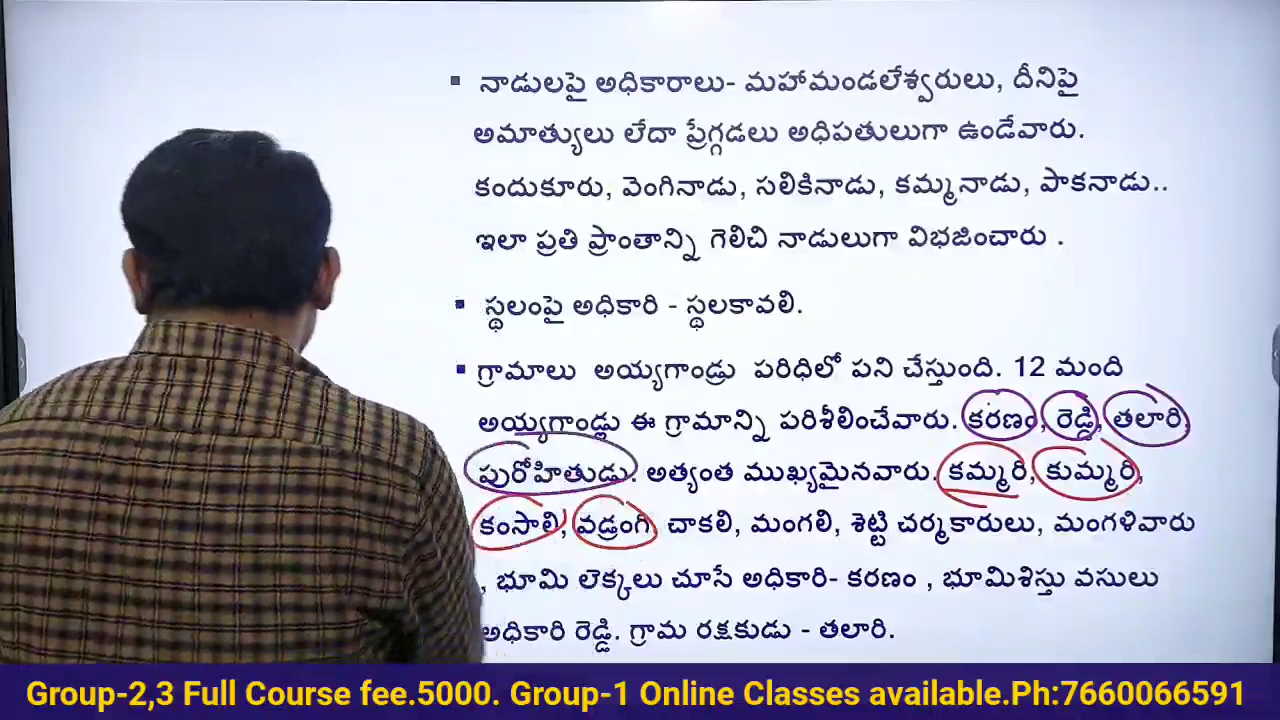 ▪ నాడులపై అధికారాలు- మహామండలేశ్వరులు, దీనిపై
అమాత్యులు లేదా ప్రేగ్గడలు అధిపతులుగా ఉండేవారు.
కందుకూరు, వెంగినాడు, సలికినాడు, కమ్మనాడు, పాకనాడు..
ఇలా ప్రతి ప్రాంతాన్ని గెలిచి నాడులుగా విభజించారు .
▪ స్థలంపై అధికారి - స్థలకావలి.
▪ గ్రామాలు అయ్యగాండ్రు పరిధిలో పని చేస్తుంది. 12 మంది
అయ్యగాండ్లు ఈ గ్రామాన్ని పరిశీలించేవారు. కరణం, రెడ్డి, తలారి,
పురోహితుడు. అత్యంత ముఖ్యమైనవారు. కమ్మరి, కుమ్మరి,
కంసాలి, వడ్రంగి, చాకలి, మంగలి, శెట్టి చర్మకారులు, మంగళివారు
, భూమి లెక్కలు చూసే అధికారి- కరణం , భూమిశిస్తు వసులు
అధికారి రెడ్డి. గ్రామ రక్షకుడు - తలారి.
Group-2,3 Full Course fee.5000. Group-1 Online Classes available.Ph:7660066591